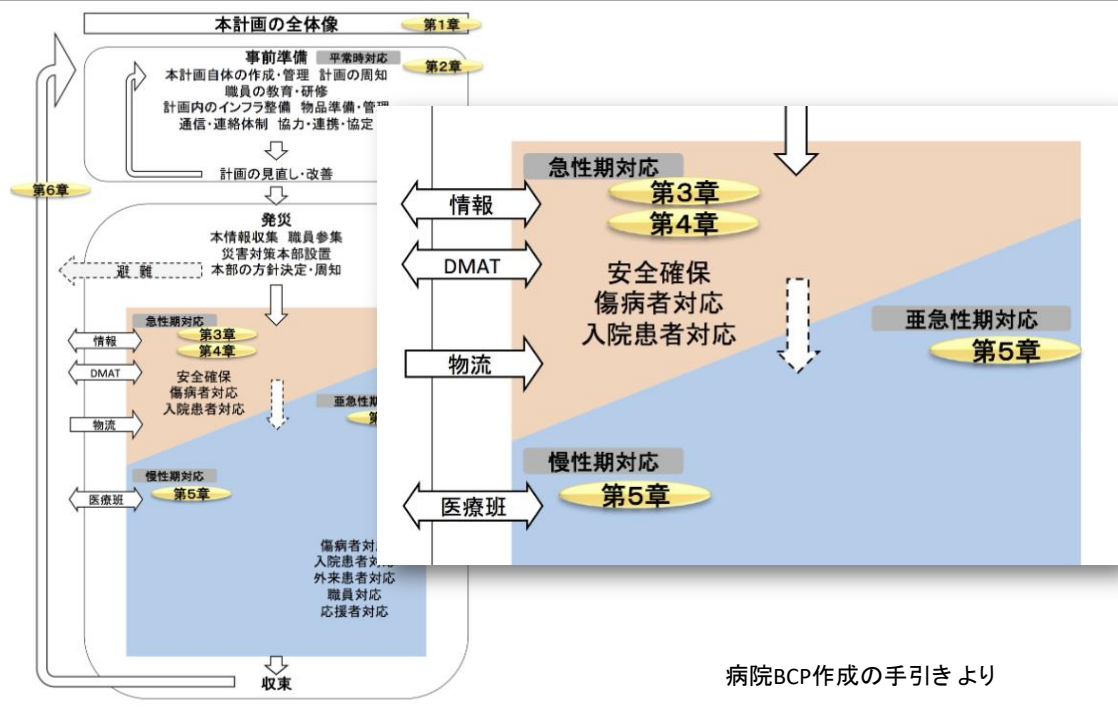 本計画の全体像 第1章
事前準備 平常時対応 第2章
本計画自体の作成・管理 計画の周知
職員の教育・研修
計画内のインフラ整備 物品準備・管理
通信・連絡体制 協力・連携・協定
計画の見直し・改善
第6章
発災
本情報収集 職員参集
災害対策本部設置
本部の方針決定・周知
避難
急性期対応
第3章
第4章
情報
DMAT
物流
安全確保
傷病者対応
入院患者対応
亜急性期
慢性期対応
第5章
医療班
傷病者対
入院患者
外来患者対応
職員対応
応援者対応
収束
急性期対応
第3章
第4章
情報
DMAT
物流
安全確保
傷病者対応
入院患者対応
亜急性期対応
第5章
慢性期対応
第5章
医療班
病院BCP作成の手引き より